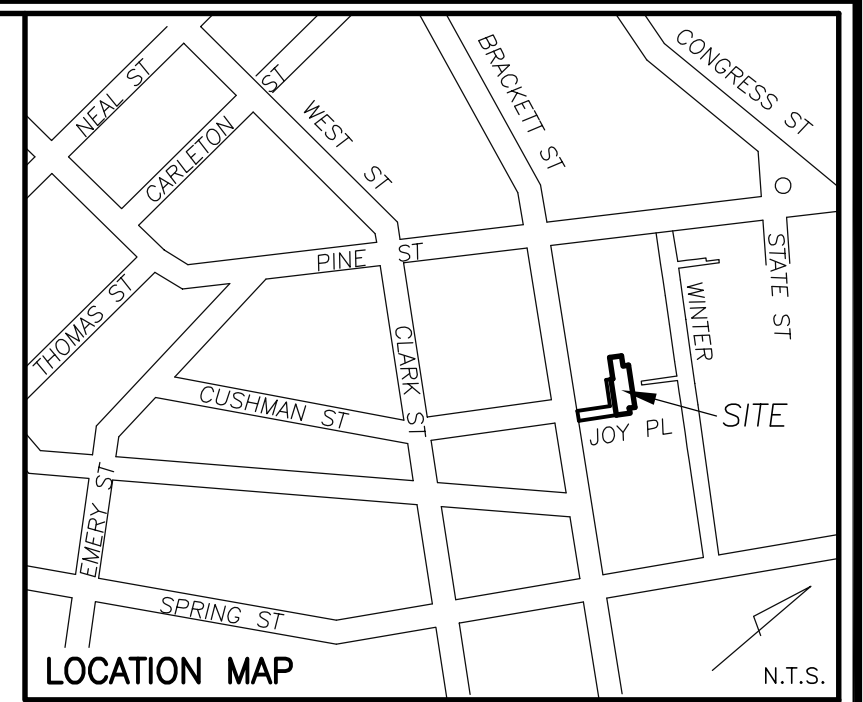 NEAL ST
CARLETON ST
WEST ST
BRACKETT ST
CONGRESS ST
PINE ST
STATE ST
WINTER
THOMAS ST
CLARK ST
CUSHMAN ST
SITE
JOY PL
EMERY ST
SPRING ST
LOCATION MAP
N.T.S.